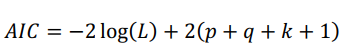 AIC = −2 log(L) + 2(p + q + k + 1)